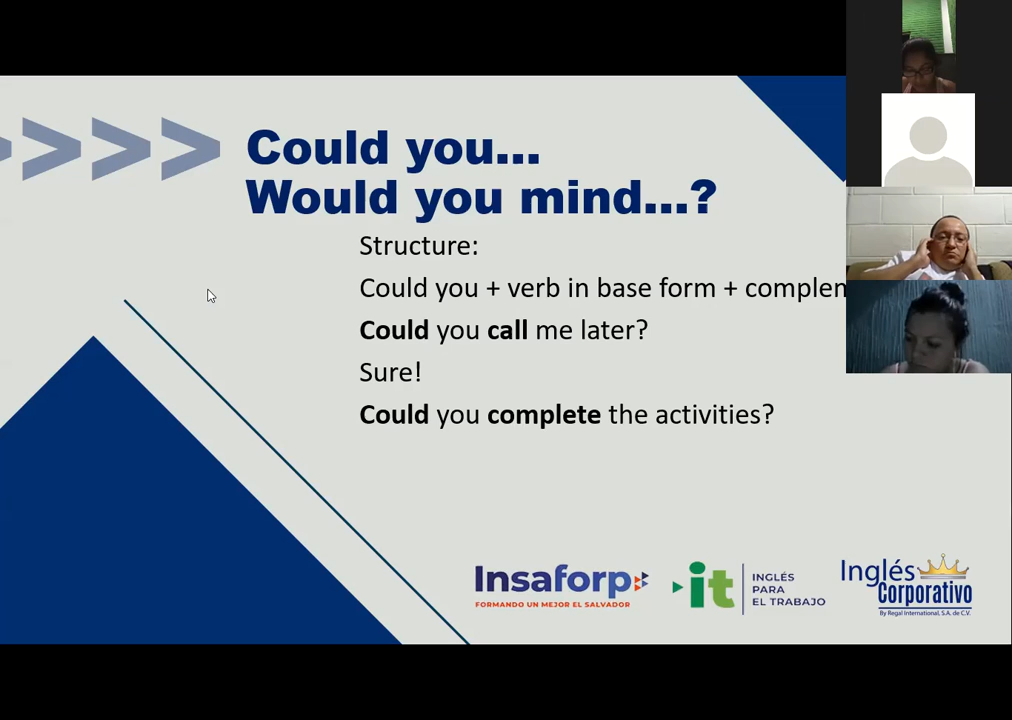 >>>>
Could you...
Would you mind...?
Structure:
Could you + verb in base form + complem
Could you call me later?
Sure!
Could you complete the activities?
Insaforp
FORMANDO UN MEJOR EL SALVADOR
it
INGLÉS
PARA
EL TRABAJO
Inglés
Corporativo
By Regal International, S.A. de C.V.